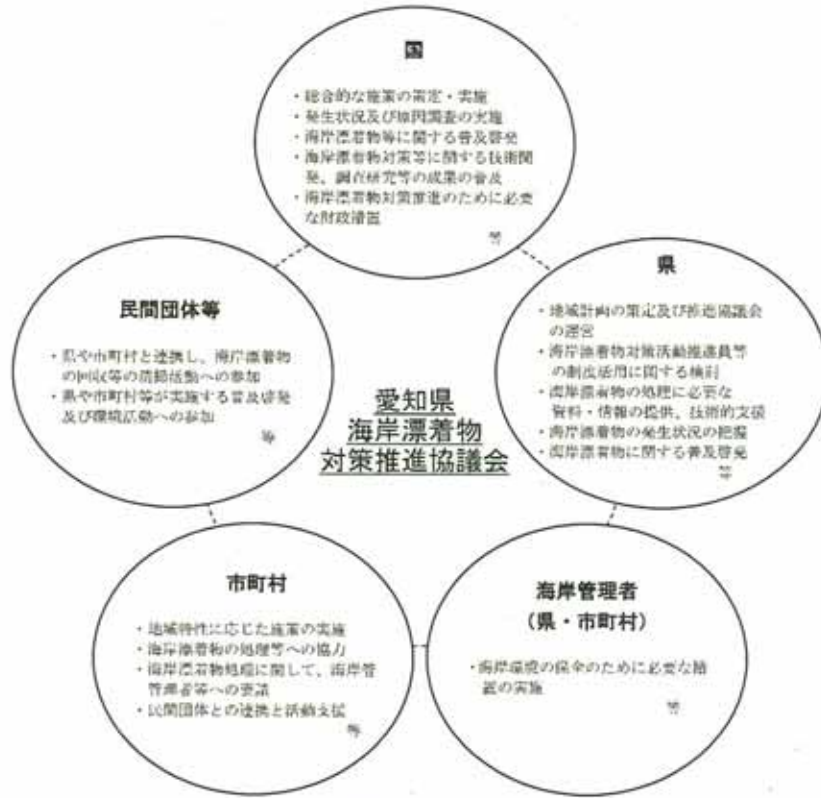 国
・総合的な施策の策定・実施
・発生状況及び原因調査の実施
・海岸漂着物等に関する普及啓発
・海岸漂着物対策等に関する技術開
発、調査研究等の成果の普及
・海岸漂着物対策推進のために必要
な財政措置
等
県
・地域計画の策定及び推進協議会
の運営
・海岸漂着物対策活動推進員等
の制度活用に関する検討
・海岸漂着物の処理に必要な
資料・情報の提供、技術的支援
・海岸漂着物の発生状況の把握
・海岸漂着物に関する普及啓発
等
民間団体等
・県や市町村と連携し、海岸漂着物
の回収等の清掃活動への参加
・県や市町村等が実施する普及啓発
及び環境活動への参加
等
愛知県
海岸漂着物
対策推進協議会
市町村
・地域特性に応じた施策の実施
・海岸漂着物の処理等への協力
・海岸漂着物処理に関して、海岸管
管理者等への要請
・民間団体との連携と活動支援
等
海岸管理者
（県・市町村）
・海岸環境の保全のために必要な措
置の実施
等